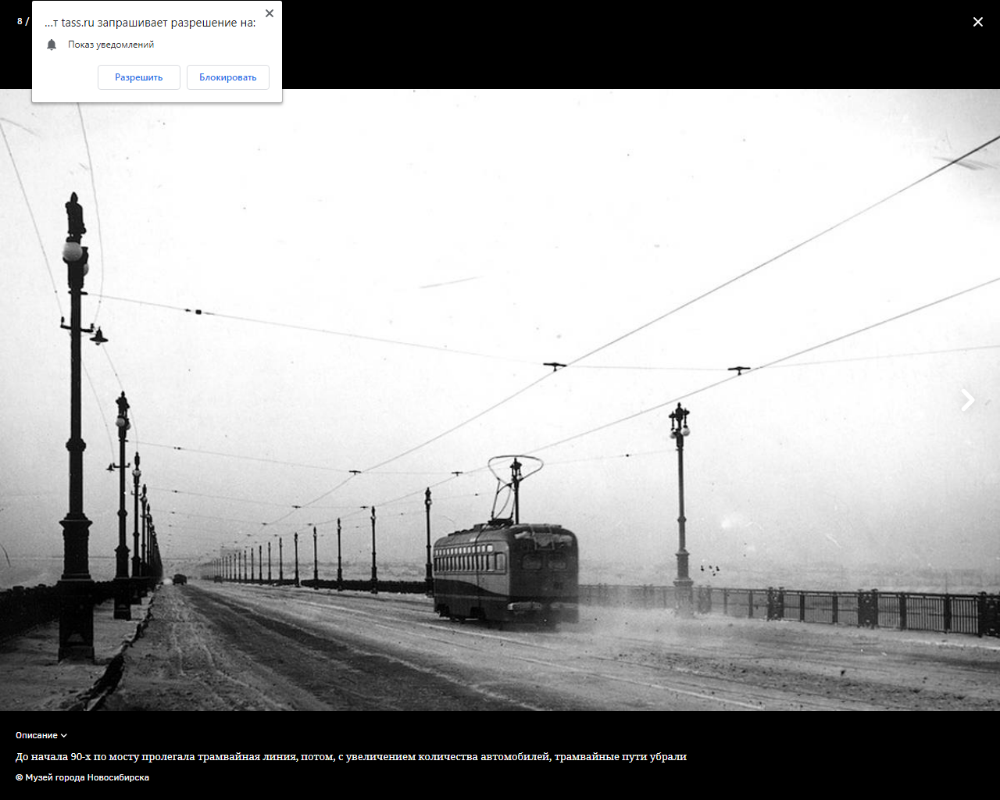 8 /
...т tass.ru запрашивает разрешение на:
Показ уведомлений
Разрешить
Блокировать
Описание
До начала 90-х по мосту пролегала трамвайная линия, потом, с увеличением количества автомобилей, трамвайные пути убрали
© Музей города Новосибирска